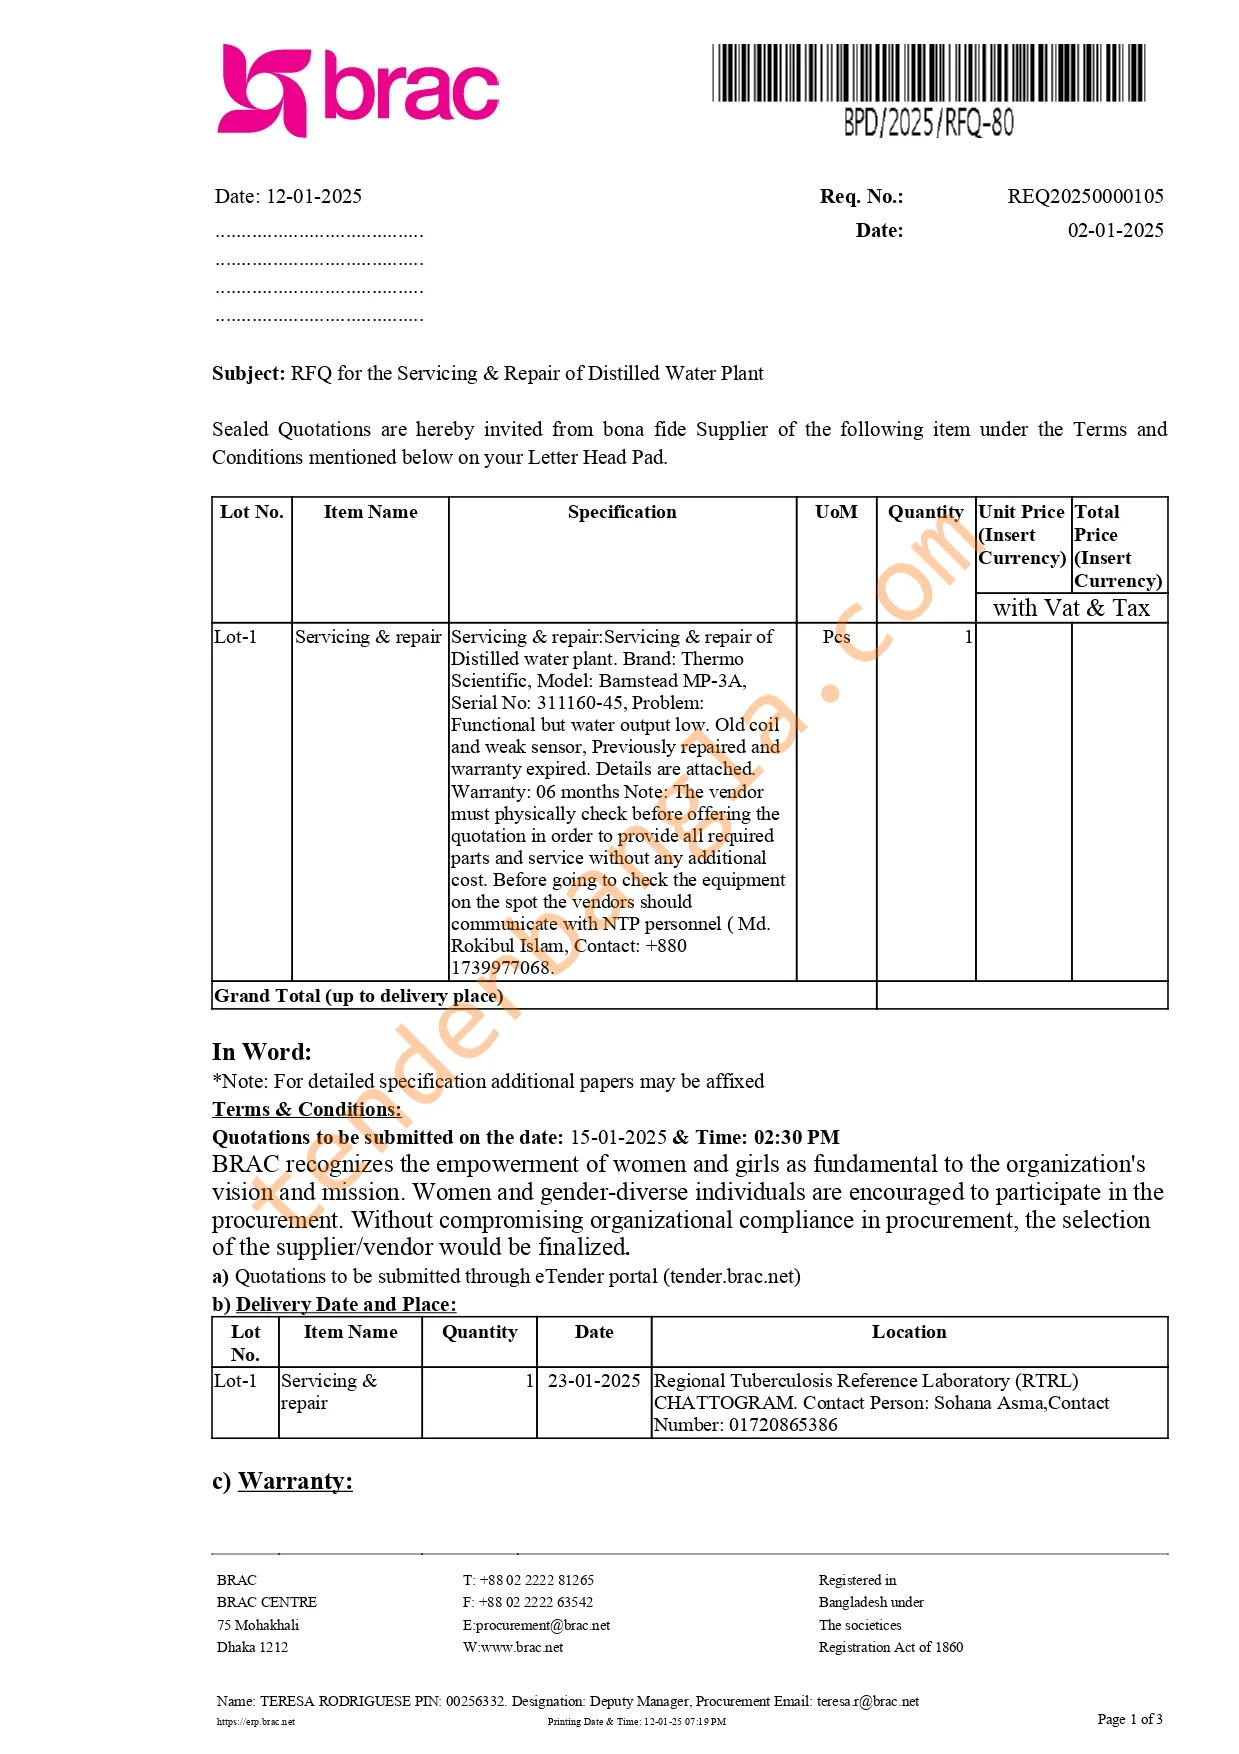 brac
BPD/2025/RFQ-80
Date: 12-01-2025
Req. No.: REQ20250000105
.......................................
Date: 02-01-2025
.......................................
.......................................
.......................................
Subject: RFQ for the Servicing & Repair of Distilled Water Plant
Sealed Quotations are hereby invited from bona fide Supplier of the following item under the Terms and
Conditions mentioned below on your Letter Head Pad.
Lot No. Item Name Specification UoM Quantity Unit Price Total
(Insert Price
Currency) (Insert
Currency)
with Vat & Tax
Lot-1 Servicing & repair Servicing & repair:Servicing & repair of Pcs 1
Distilled water plant. Brand: Thermo
Scientific, Model: Barnstead MP-3A,
Serial No: 311160-45, Problem:
Functional but water output low. Old coil
and weak sensor, Previously repaired and
warranty expired. Details are attached.
Warranty: 06 months Note: The vendor
must physically check before offering the
quotation in order to provide all required
parts and service without any additional
cost. Before going to check the equipment
on the spot the vendors should
communicate with NTP personnel ( Md.
Rokibul Islam, Contact: +880
1739977068.
Grand Total (up to delivery place)
In Word:
*Note: For detailed specification additional papers may be affixed
Terms & Conditions:
Quotations to be submitted on the date: 15-01-2025 & Time: 02:30 PM
BRAC recognizes the empowerment of women and girls as fundamental to the organization's
vision and mission. Women and gender-diverse individuals are encouraged to participate in the
procurement. Without compromising organizational compliance in procurement, the selection
of the supplier/vendor would be finalized.
a) Quotations to be submitted through eTender portal (tender.brac.net)
b) Delivery Date and Place:
Lot Item Name Quantity Date Location
No.
Lot-1 Servicing & 1 23-01-2025 Regional Tuberculosis Reference Laboratory (RTRL)
repair CHATTOGRAM. Contact Person: Sohana Asma,Contact
Number: 01720865386
c) Warranty:
BRAC T: +88 02 2222 81265 Registered in
BRAC CENTRE F: +88 02 2222 63542 Bangladesh under
75 Mohakhali E:procurement@brac.net The societices
Dhaka 1212 W:www.brac.net Registration Act of 1860
Name: TERESA RODRIGUESE PIN: 00256332. Designation: Deputy Manager, Procurement Email: teresa.r@brac.net
https://erp.brac.net Printing Date & Time: 12-01-25 07:19 PM Page 1 of 3
tenderbangla.com